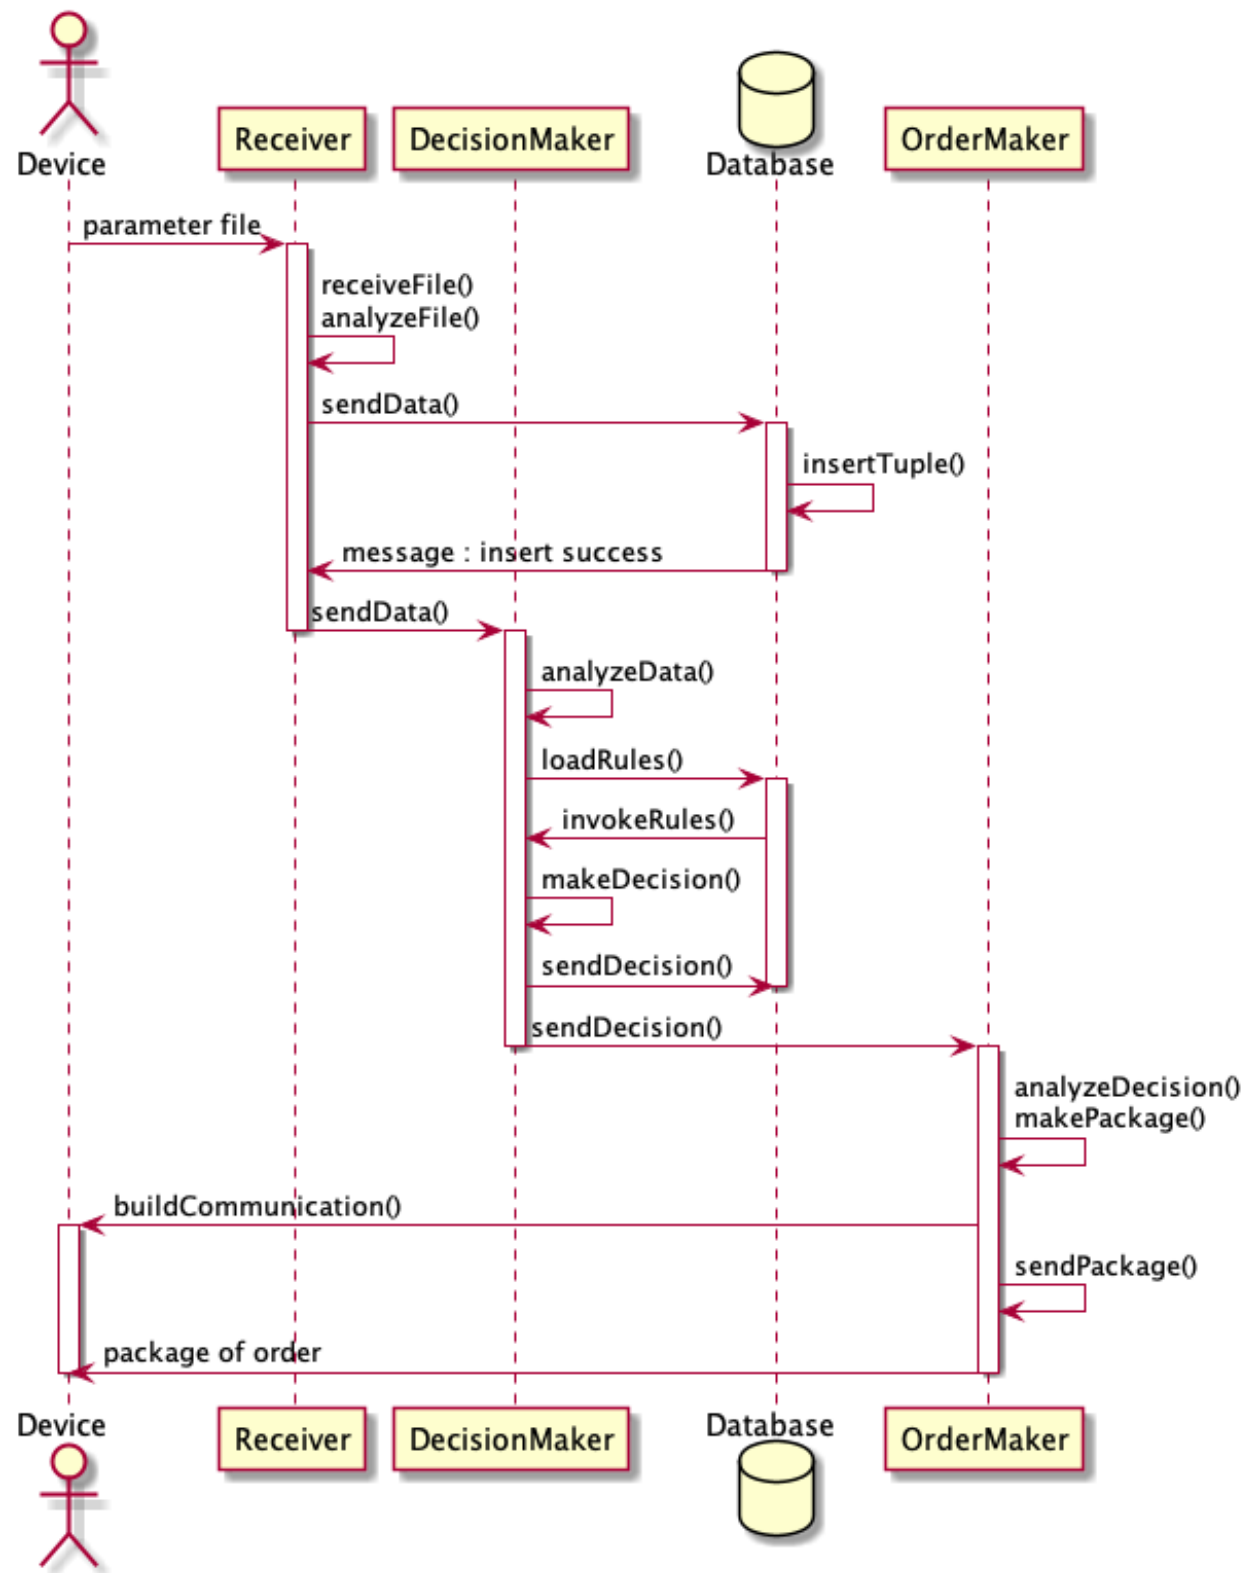 Device
Receiver
DecisionMaker
Database
OrderMaker
parameter file
receiveFile()
analyzeFile()
sendData()
insertTuple()
message : insert success
sendData()
analyzeData()
loadRules()
invokeRules()
makeDecision()
sendDecision()
sendDecision()
analyzeDecision()
makePackage()
buildCommunication()
sendPackage()
package of order
Device
Receiver
DecisionMaker
Database
OrderMaker